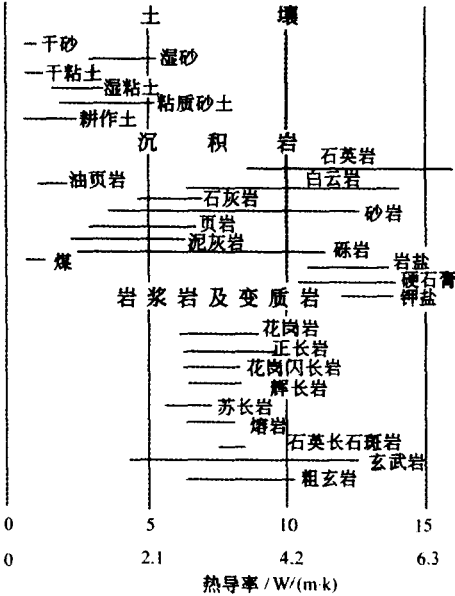 土 壤
干砂
湿砂
干粘土
湿粘土
粘质砂土
耕作土
沉 积 岩
石英岩
油页岩
白云岩
石灰岩
砂岩
页岩
泥灰岩
砾岩
煤
岩盐
硬石膏
钾盐
岩浆岩及变质岩
花岗岩
正长岩
花岗闪长岩
辉长岩
苏长岩
熔岩
石英长石斑岩
玄武岩
粗玄岩
0 5 10 15
0 2.1 4.2 6.3
热导率/W/(m·k)